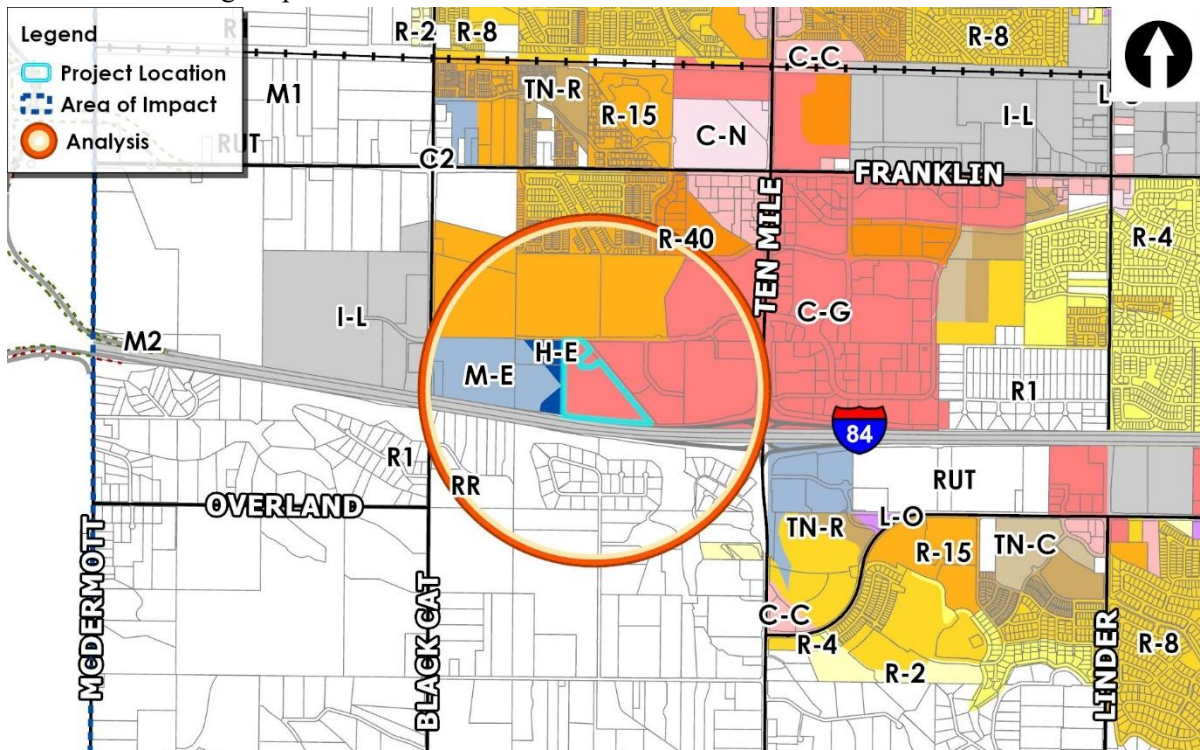 Legend
Project Location
Area of Impact
Analysis
R1
R-2
R-8
C-C
R-8
M1
TN-R
R-15
C-N
I-L
RUT
C2
FRANKLIN
TEN MILE
R-40
R-4
I-L
C-G
M2
H-E
M-E
R1
84
R1
RR
OVERLAND
RUT
L-O
TN-R
R-15
TN-C
MCDERMOTT
BLACK CAT
C-C
R-4
R-2
LINDER
R-8